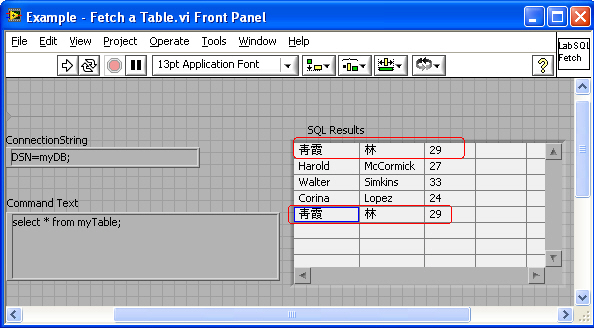 Example - Fetch a Table.vi Front Panel
File Edit View Project Operate Tools Window Help
13pt Application Font
?
Lab SQL
Fetch
ConnectionString
DSN=myDB;
Command Text
select * from myTable;
SQL Results
青霞 林 29
Harold McCormick 27
Walter Simkins 33
Corina Lopez 24
青霞 林 29